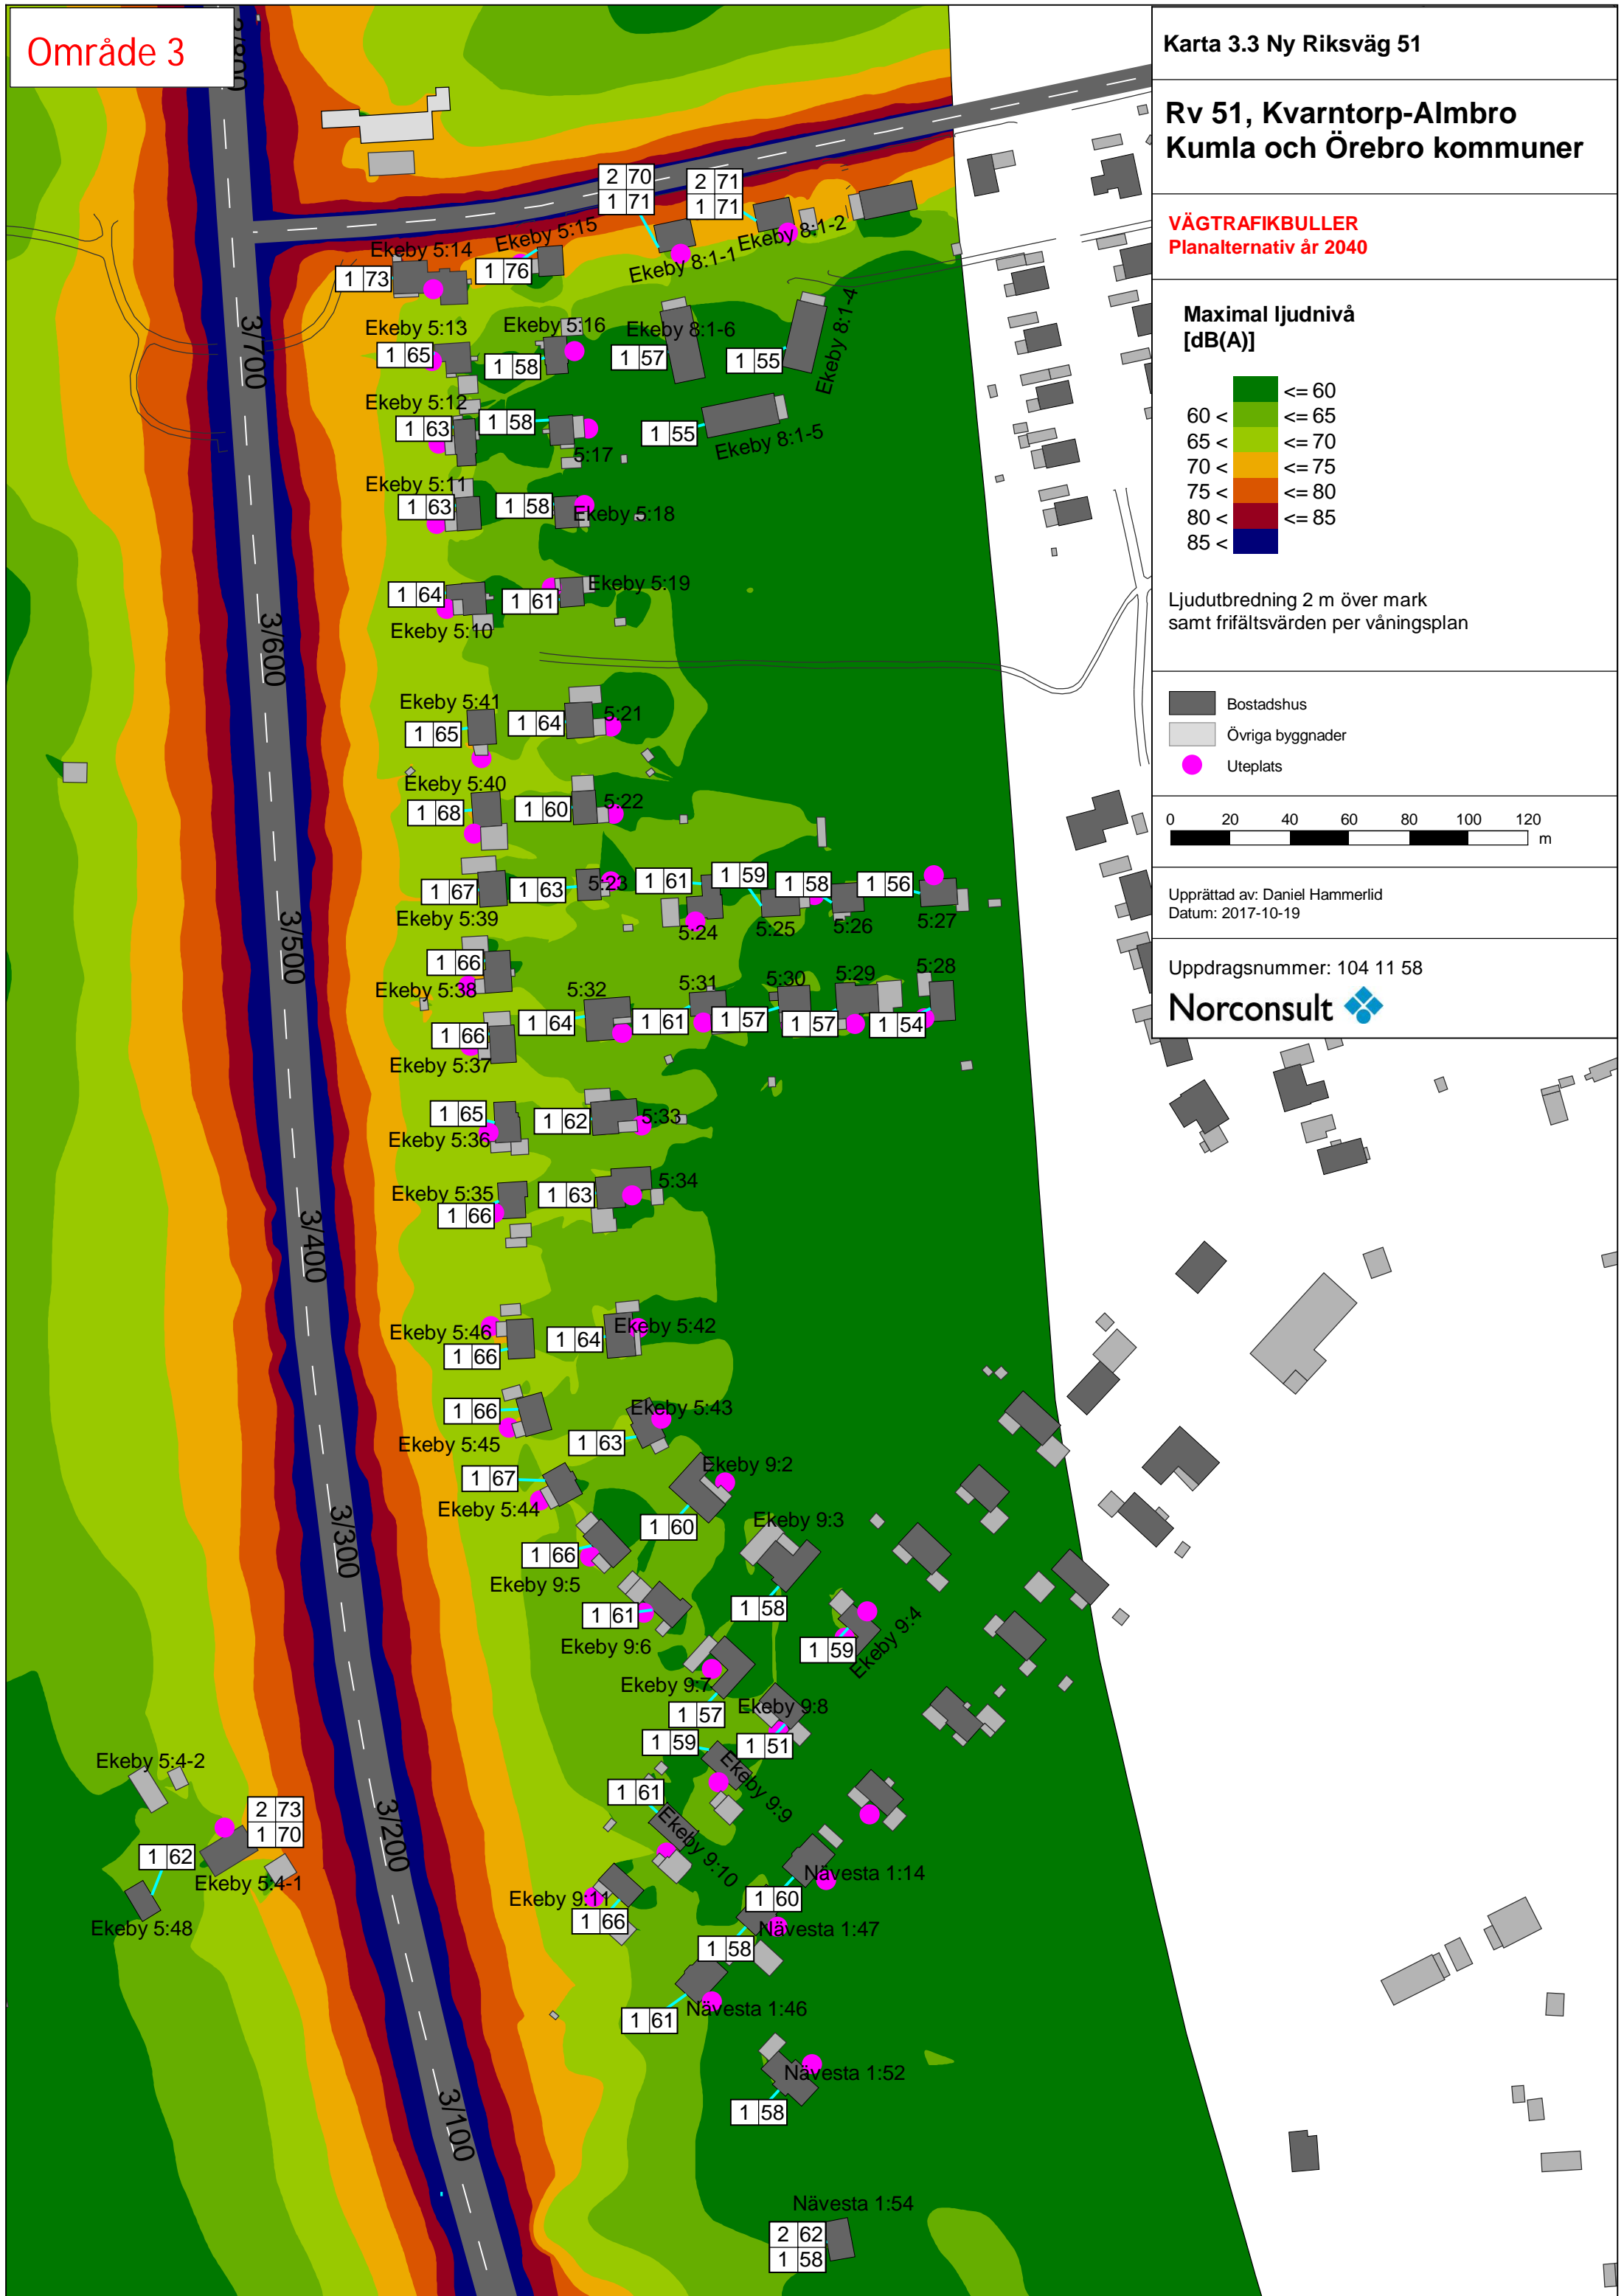 Område 3
3/800
Karta 3.3 Ny Riksväg 51
Rv 51, Kvarntorp-Almbro
Kumla och Örebro kommuner
VÄGTRAFIKBULLER
Planalternativ år 2040
Maximal ljudnivå
[dB(A)]
<= 60
60 < <= 65
65 < <= 70
70 < <= 75
75 < <= 80
80 < <= 85
85 <
Ljudutbredning 2 m över mark
samt frifältsvärden per våningsplan
Bostadshus
Övriga byggnader
Uteplats
0 20 40 60 80 100 120
m
Upprättad av: Daniel Hammerlid
Datum: 2017-10-19
Uppdragsnummer: 104 11 58
Norconsult
2 70
1 71
2 71
1 71
Ekeby 5:14
Ekeby 5:15
Ekeby 8:1-1
Ekeby 8:1-2
1 73
1 76
3/700
Ekeby 5:13
Ekeby 5:16
Ekeby 8:1-6
Ekeby 8:1-4
1 65
1 58
1 57
1 55
Ekeby 5:12
1 63
1 58
5:17
1 55
Ekeby 8:1-5
Ekeby 5:11
1 63
1 58
Ekeby 5:18
1 64
1 61
Ekeby 5:19
Ekeby 5:10
3/600
Ekeby 5:41
1 65
1 64
5:21
Ekeby 5:40
1 68
1 60
5:22
1 67
Ekeby 5:39
1 63
5:23
1 61
5:24
1 59
5:25
1 58
5:26
1 56
5:27
3/500
1 66
Ekeby 5:38
5:32
5:31
5:30
5:29
5:28
1 64
1 61
1 57
1 57
1 54
1 66
Ekeby 5:37
1 65
Ekeby 5:36
1 62
5:33
Ekeby 5:35
1 66
1 63
5:34
3/400
Ekeby 5:46
1 66
1 64
Ekeby 5:42
1 66
Ekeby 5:45
Ekeby 5:43
1 63
1 67
Ekeby 5:44
Ekeby 9:2
1 60
3/300
Ekeby 9:3
1 66
Ekeby 9:5
1 61
Ekeby 9:6
1 58
1 59
Ekeby 9:4
Ekeby 9:7
1 57
Ekeby 9:8
1 51
1 59
Ekeby 9:9
Ekeby 5:4-2
1 61
Ekeby 9:10
2 73
1 70
3/200
1 62
Ekeby 5:4-1
Ekeby 5:48
Ekeby 9:11
1 66
Nävesta 1:14
1 60
Nävesta 1:47
1 58
Nävesta 1:46
1 61
Nävesta 1:52
1 58
3/100
Nävesta 1:54
2 62
1 58